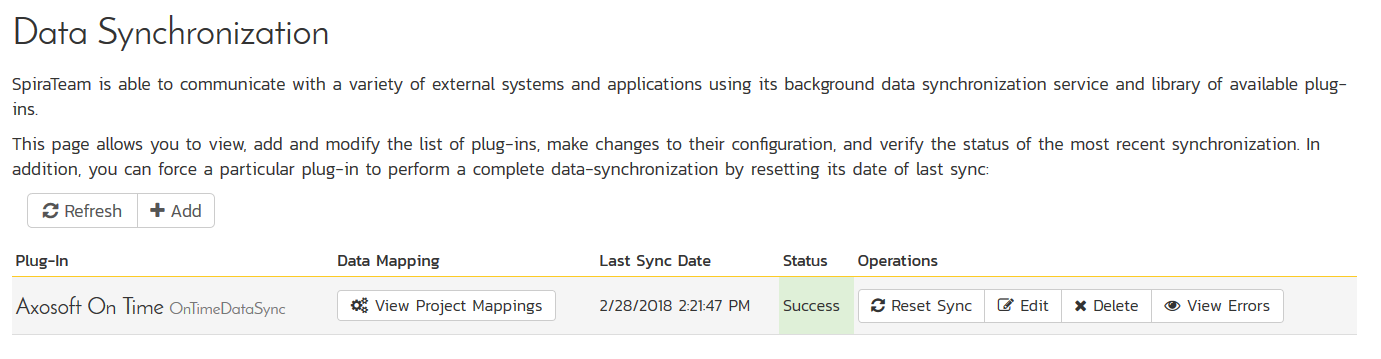 Data Synchronization
SpiraTeam is able to communicate with a variety of external systems and applications using its background data synchronization service and library of available plug-
ins.
This page allows you to view, add and modify the list of plug-ins, make changes to their configuration, and verify the status of the most recent synchronization. In
addition, you can force a particular plug-in to perform a complete data-synchronization by resetting its date of last sync:
Refresh Add
Plug-In Data Mapping Last Sync Date Status Operations
Axosoft On Time OnTimeDataSync View Project Mappings 2/28/2018 2:21:47 PM Success Reset Sync Edit Delete View Errors